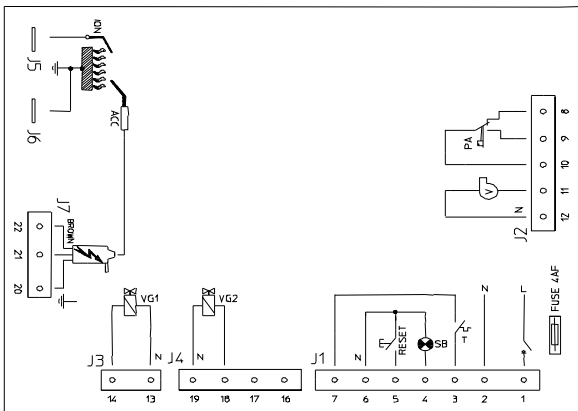 ION
J5
J6
ACC
J7
BROWN
22
21
20
PA
V
N
8
9
10
11
12
J2
VG1
N
J3
14
13
VG2
N
J4
19
18
17
16
J1
N
RESET
SB
T
N
L
*
FUSE 4AF
7
6
5
4
3
2
1